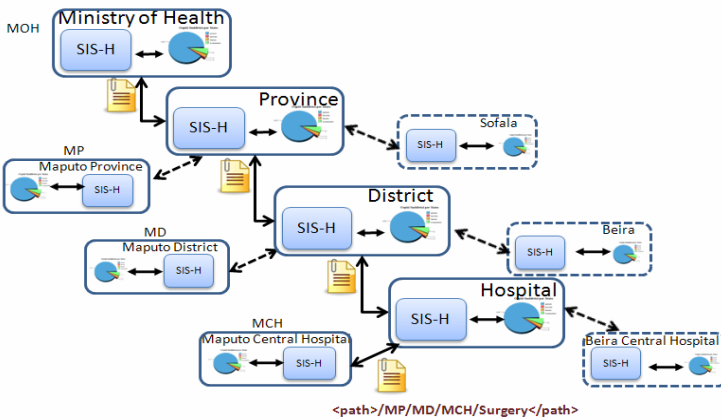 Ministry of Health
MOH
SIS-H
Province
SIS-H
Sofala
SIS-H
MP
Maputo Province
SIS-H
District
SIS-H
MD
Maputo District
SIS-H
Beira
SIS-H
Hospital
SIS-H
MCH
Maputo Central Hospital
SIS-H
Beira Central Hospital
SIS-H
<path>/MP/MD/MCH/Surgery</path>